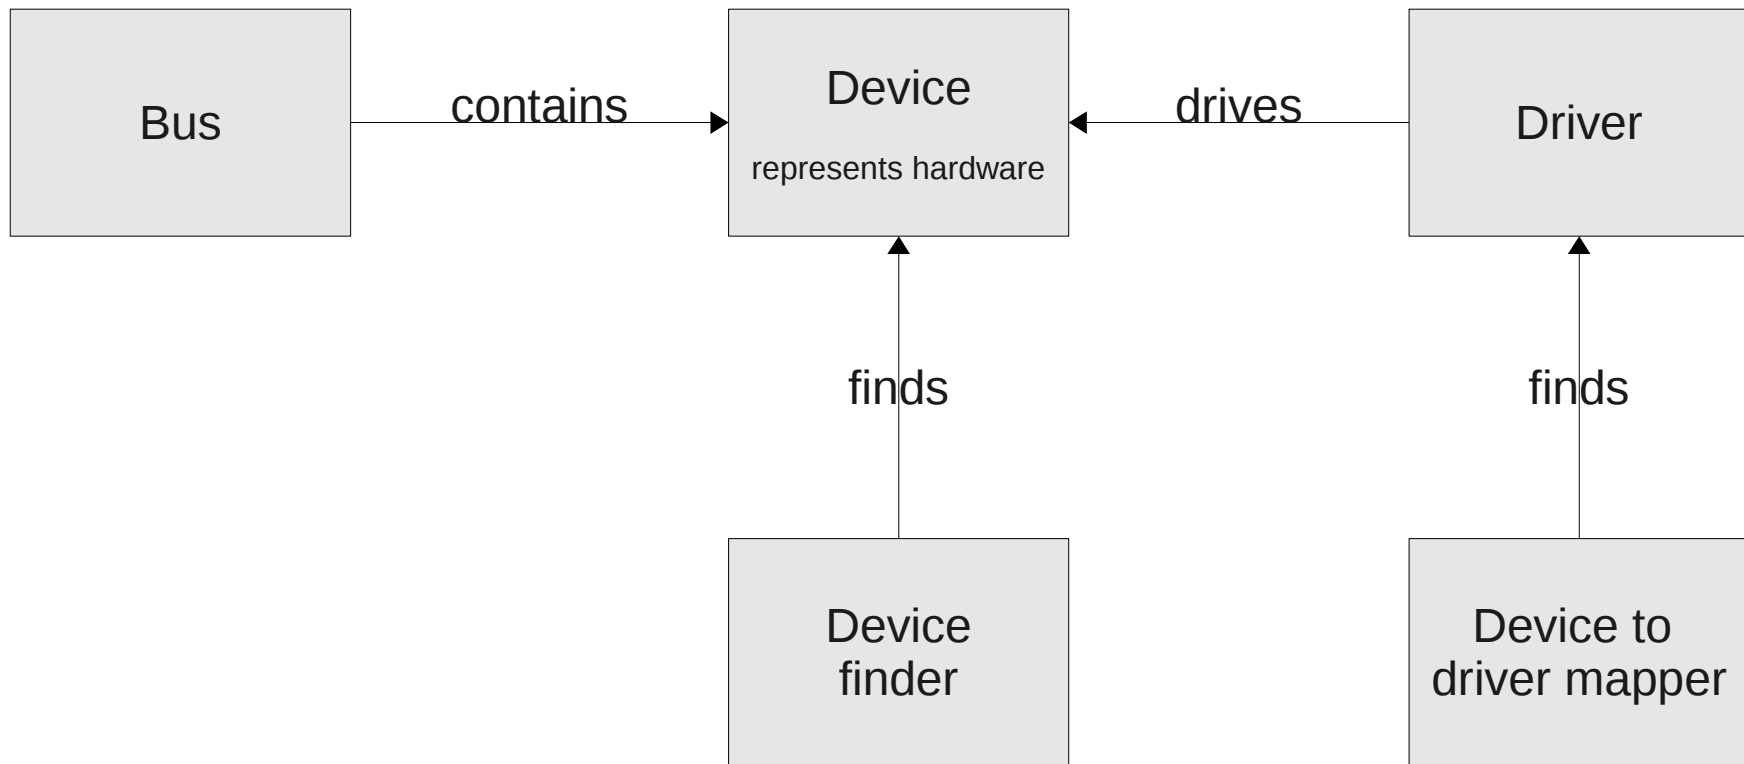 Bus
contains
Device
represents hardware
drives
Driver
finds
finds
Device
finder
Device to
driver mapper